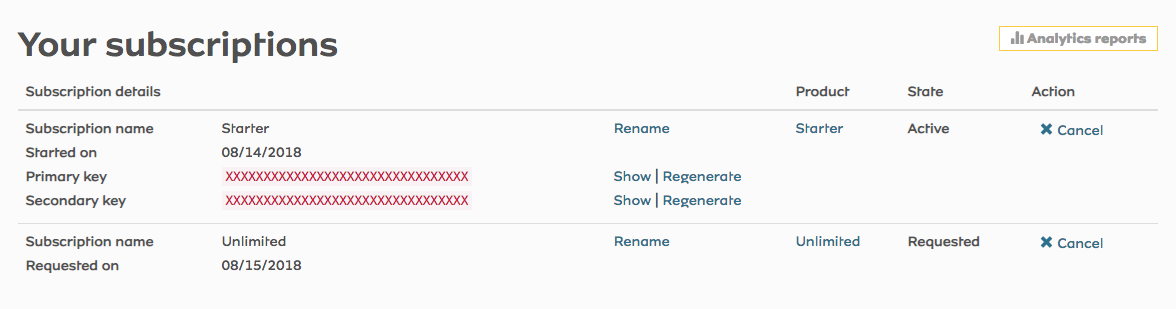 Your subscriptions
Analytics reports
Subscription details Product State Action
Subscription name Starter Rename Starter Active Cancel
Started on 08/14/2018
Primary key XXXXXXXXXXXXXXXXXXXXXXXXXXXXXXXX Show | Regenerate
Secondary key XXXXXXXXXXXXXXXXXXXXXXXXXXXXXXXX Show | Regenerate
Subscription name Unlimited Rename Unlimited Requested Cancel
Requested on 08/15/2018